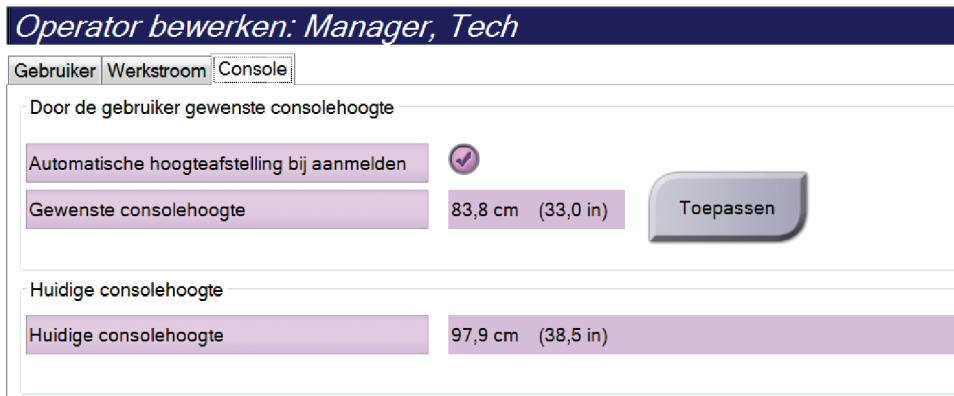 Operator bewerken: Manager, Tech
Gebruiker Werkstroom Console
Door de gebruiker gewenste consolehoogte
Automatische hoogteafstelling bij aanmelden
Gewenste consolehoogte 83,8 cm (33,0 in) Toepassen
Huidige consolehoogte
Huidige consolehoogte 97,9 cm (38,5 in)